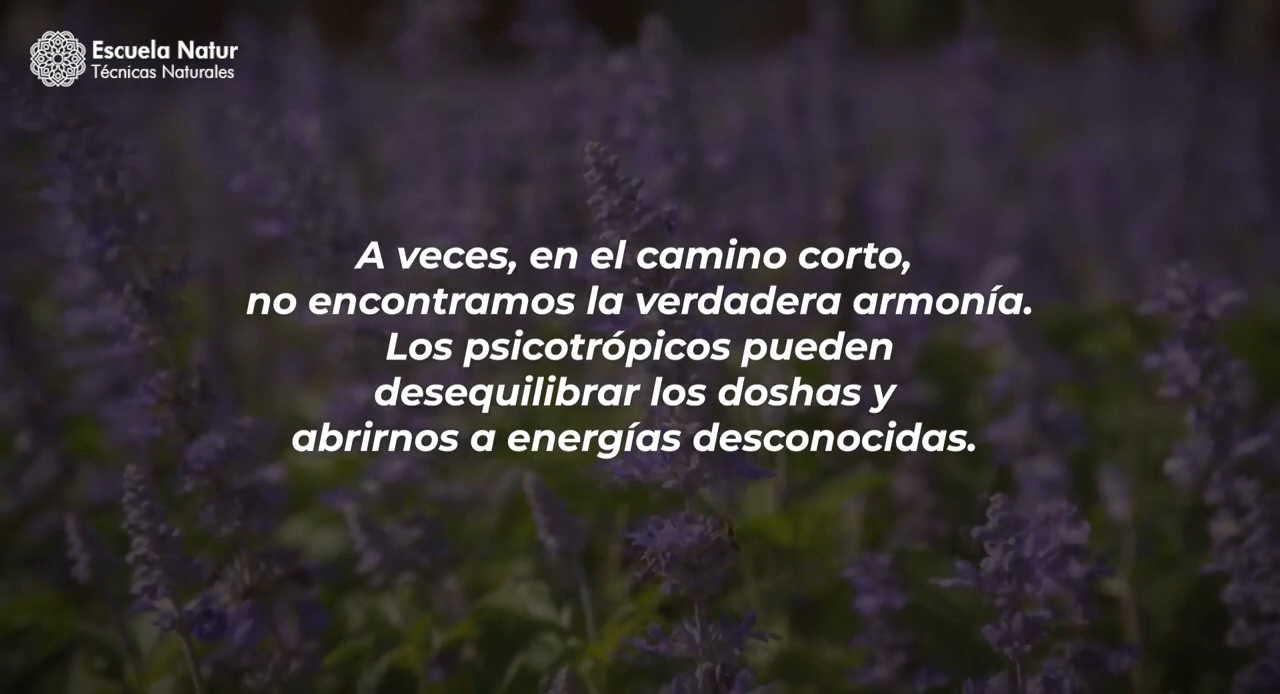 Escuela Natur
Técnicas Naturales
A veces, en el camino corto,
no encontramos la verdadera armonía.
Los psicotrópicos pueden
desequilibrar los doshas y
abrirnos a energías desconocidas.